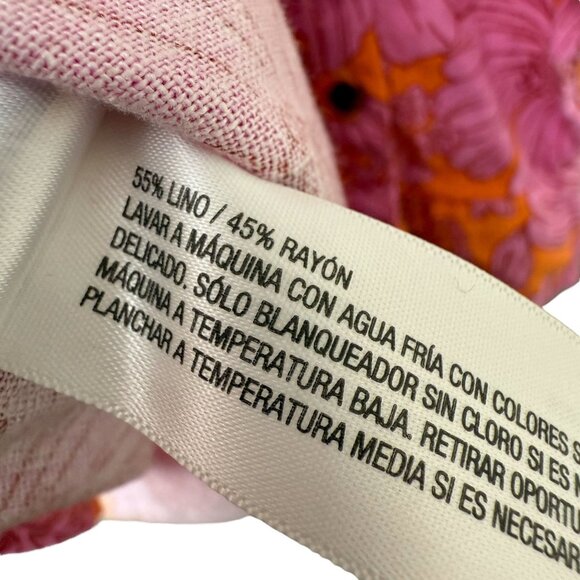 55% LINO / 45% RAYÓN
LAVAR A MÁQUINA CON AGUA FRÍA CON COLORES
DELICADO. SÓLO BLANQUEADOR SIN CLORO SI ES
MÁQUINA A TEMPERATURA BAJA. RETIRAR
PLANCHAR A TEMPERATURA MEDIA SI ES